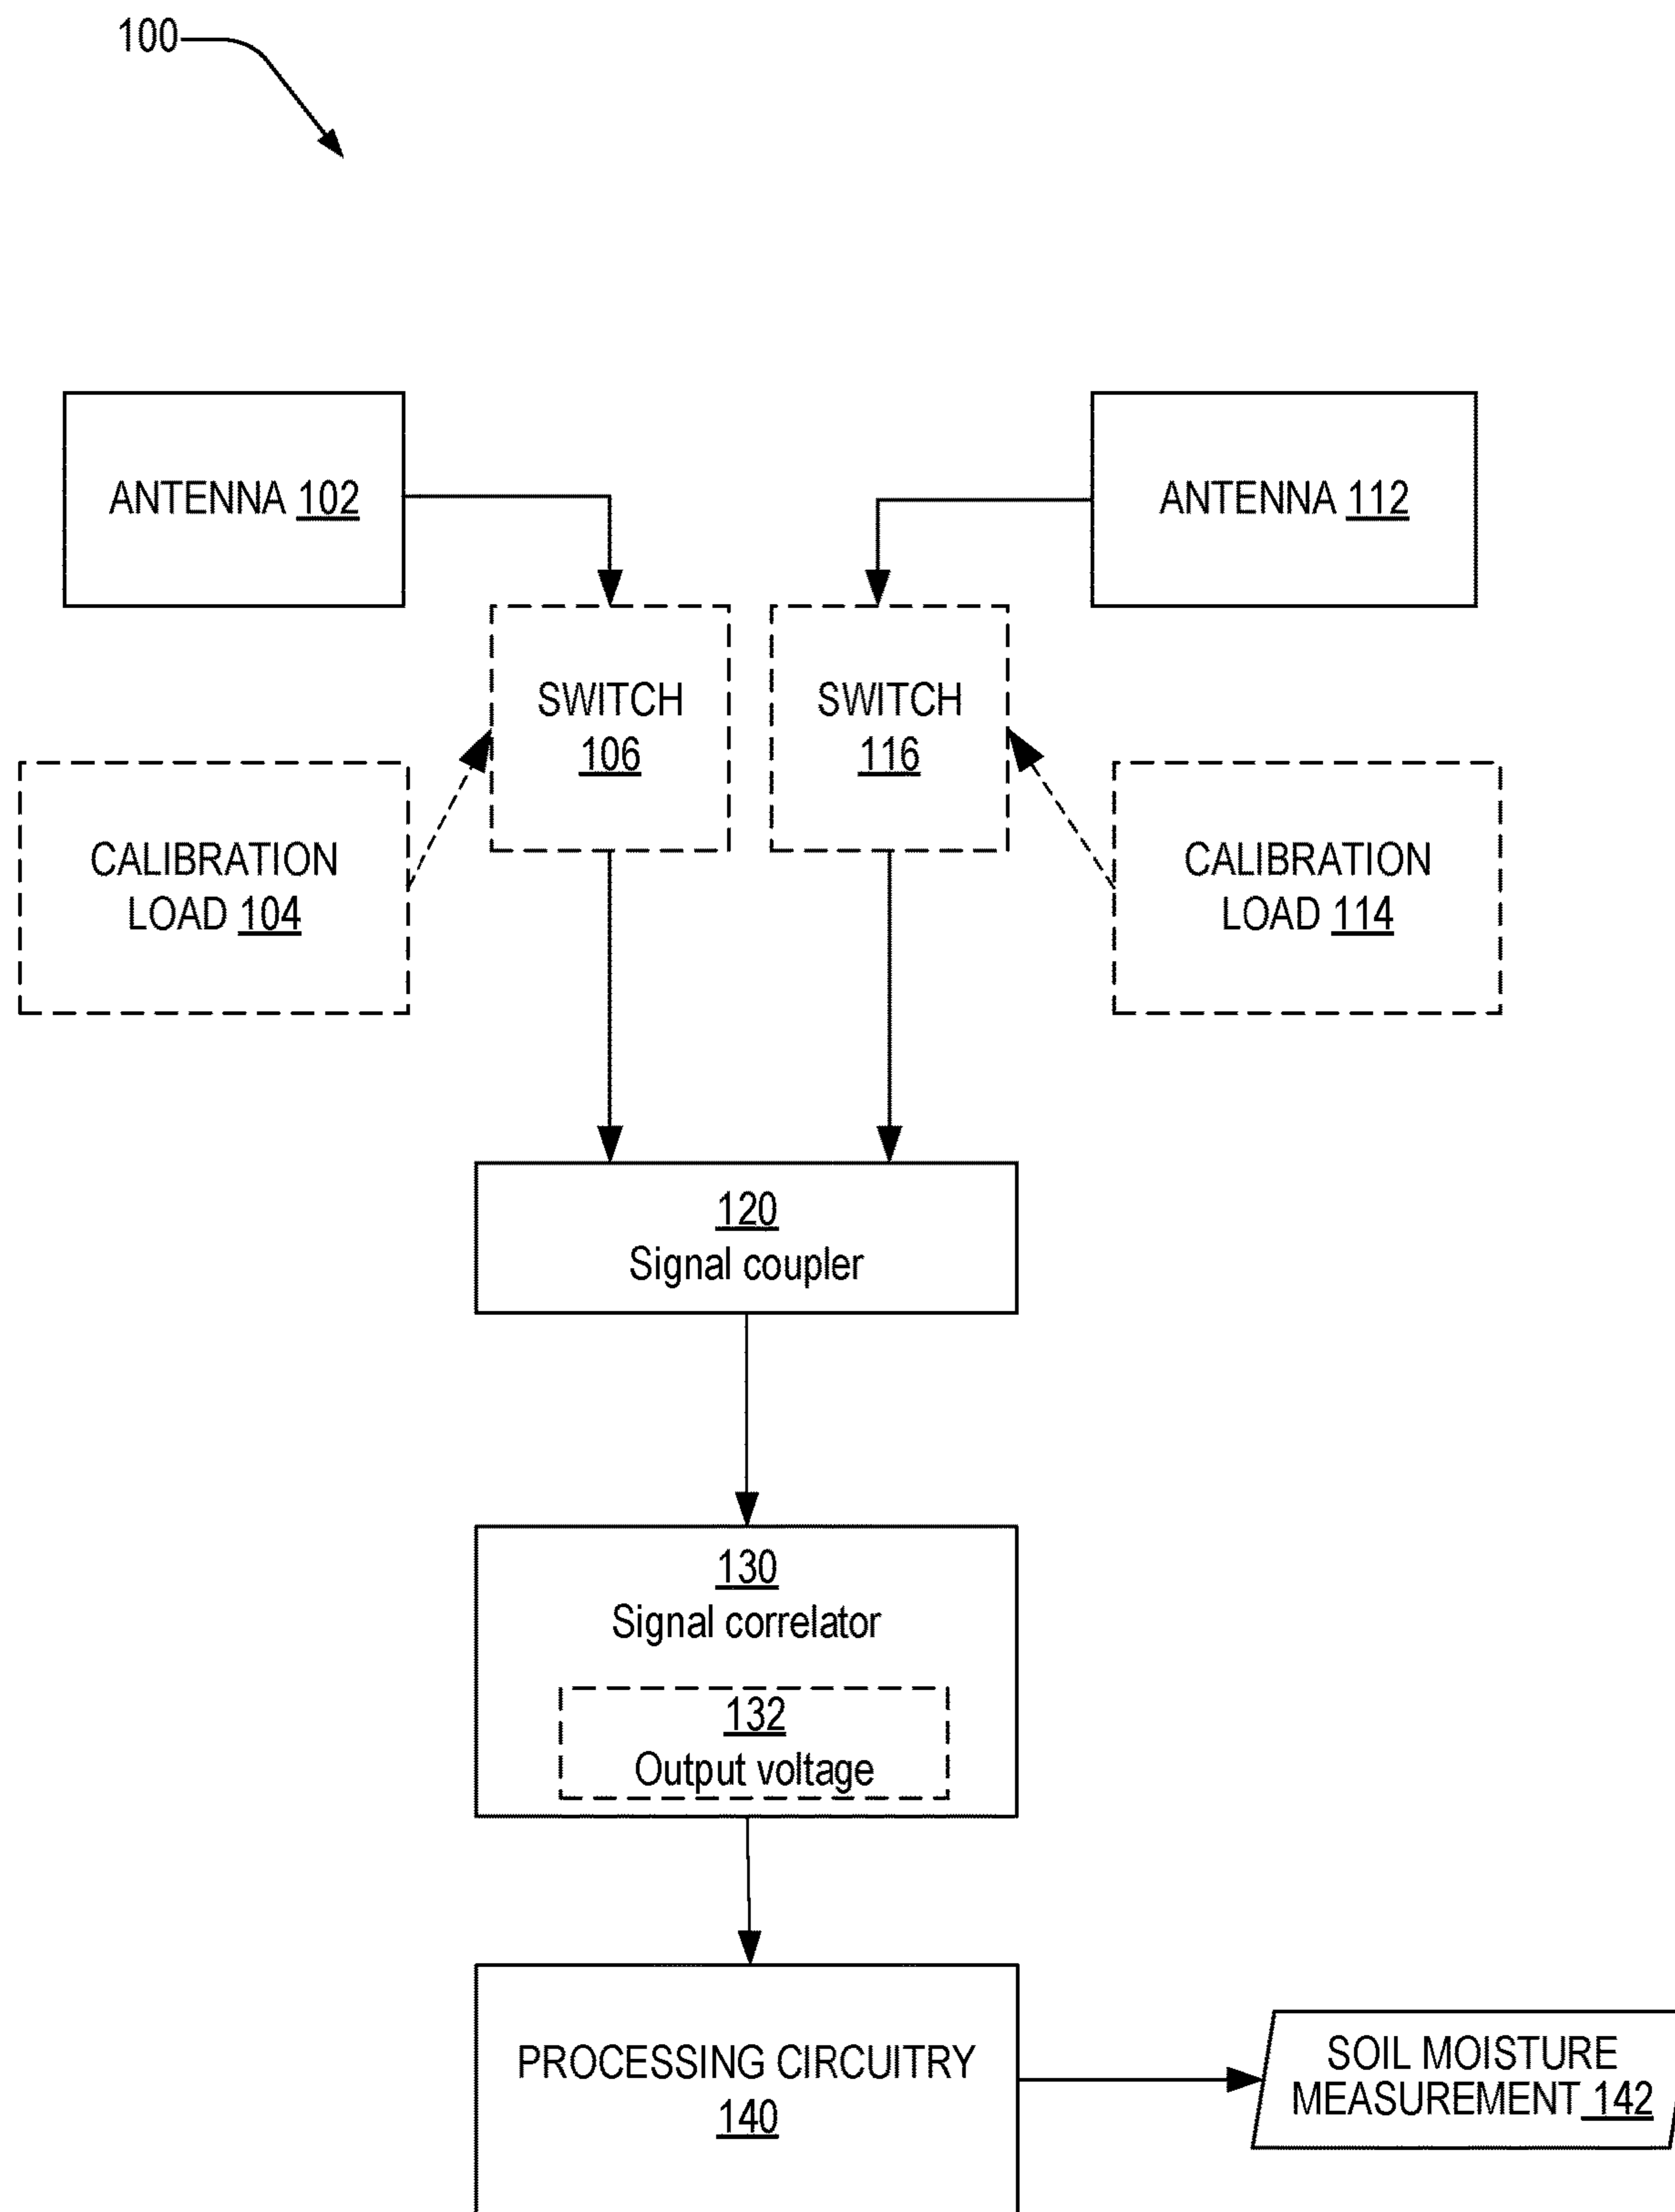 100
ANTENNA 102
ANTENNA 112
SWITCH
106
SWITCH
116
CALIBRATION
LOAD 104
CALIBRATION
LOAD 114
120
Signal coupler
130
Signal correlator
132
Output voltage
PROCESSING CIRCUITRY
140
SOIL MOISTURE
MEASUREMENT 142